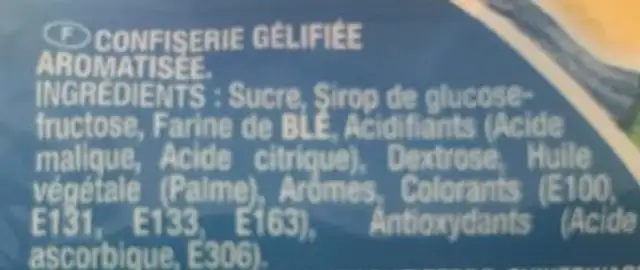 F CONFISERIE GÉLIFIÉE
AROMATISÉE.
INGRÉDIENTS : Sucre, Sirop de glucose-
fructose, Farine de BLÉ, Acidifiants (Acide
malique, Acide citrique), Dextrose, Huile
végétale (Palme), Arômes, Colorants (E100,
E131, E133, E163), Antioxydants (Acide
ascorbique, E306).